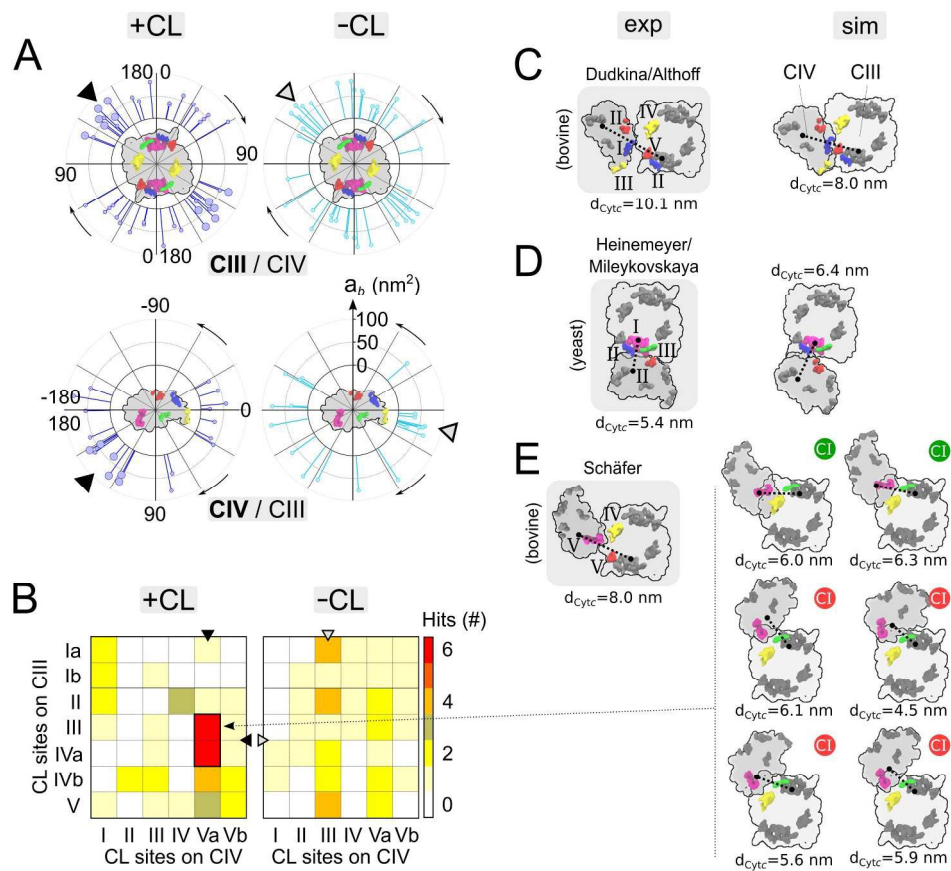 +CL
-CL
exp
sim
A
180 0
90
90
0 180
CIII / CIV
a_b (nm²)
100
50
0
-90
-180
180
0
90
CIV / CIII
B
+CL
-CL
Hits (#)
6
4
2
0
Ia
Ib
II
III
IVa
IVb
V
CL sites on CIII
I II III IV Va Vb
I II III IV Va Vb
CL sites on CIV
CL sites on CIV
C
Dudkina/Althoff
(bovine)
II
IV
V
III
II
d_Cytc=10.1 nm
CIV
CIII
d_Cytc=8.0 nm
D
Heinemeyer/
Mileykovskaya
(yeast)
I
II
III
II
d_Cytc=5.4 nm
d_Cytc=6.4 nm
E
Schäfer
(bovine)
IV
V
V
d_Cytc=8.0 nm
CI
CI
d_Cytc=6.0 nm
d_Cytc=6.3 nm
CI
CI
d_Cytc=6.1 nm
d_Cytc=4.5 nm
CI
CI
d_Cytc=5.6 nm
d_Cytc=5.9 nm